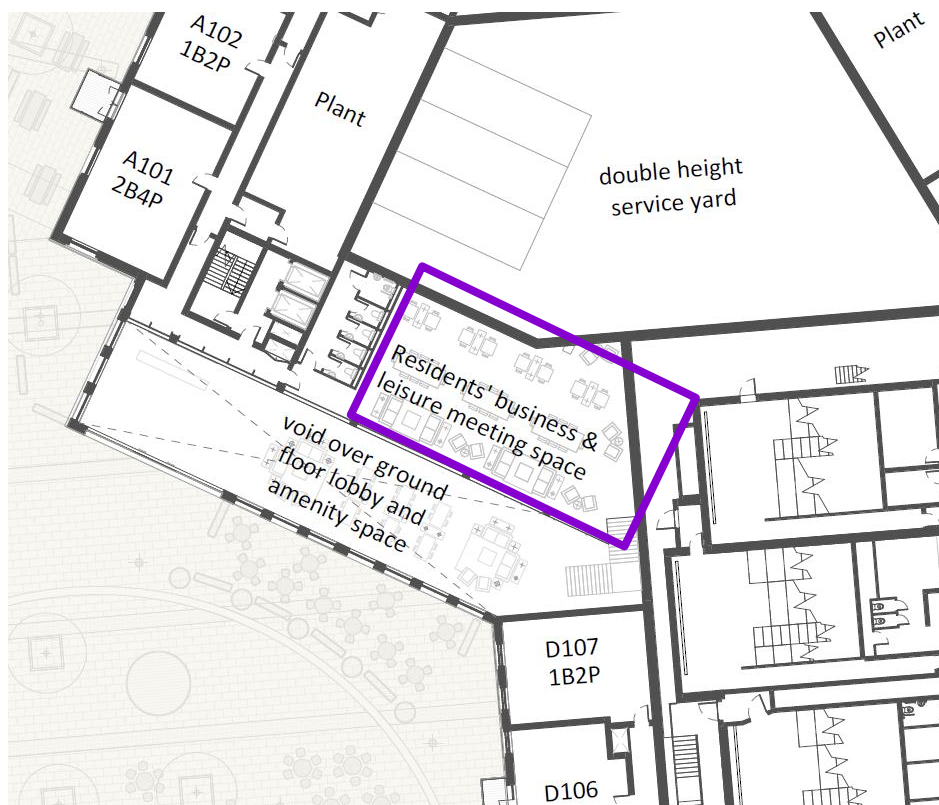 A102
1B2P
Plant
Plant
A101
2B4P
double height
service yard
Residents' business &
leisure meeting space
void over ground
floor lobby and
amenity space
D107
1B2P
D106